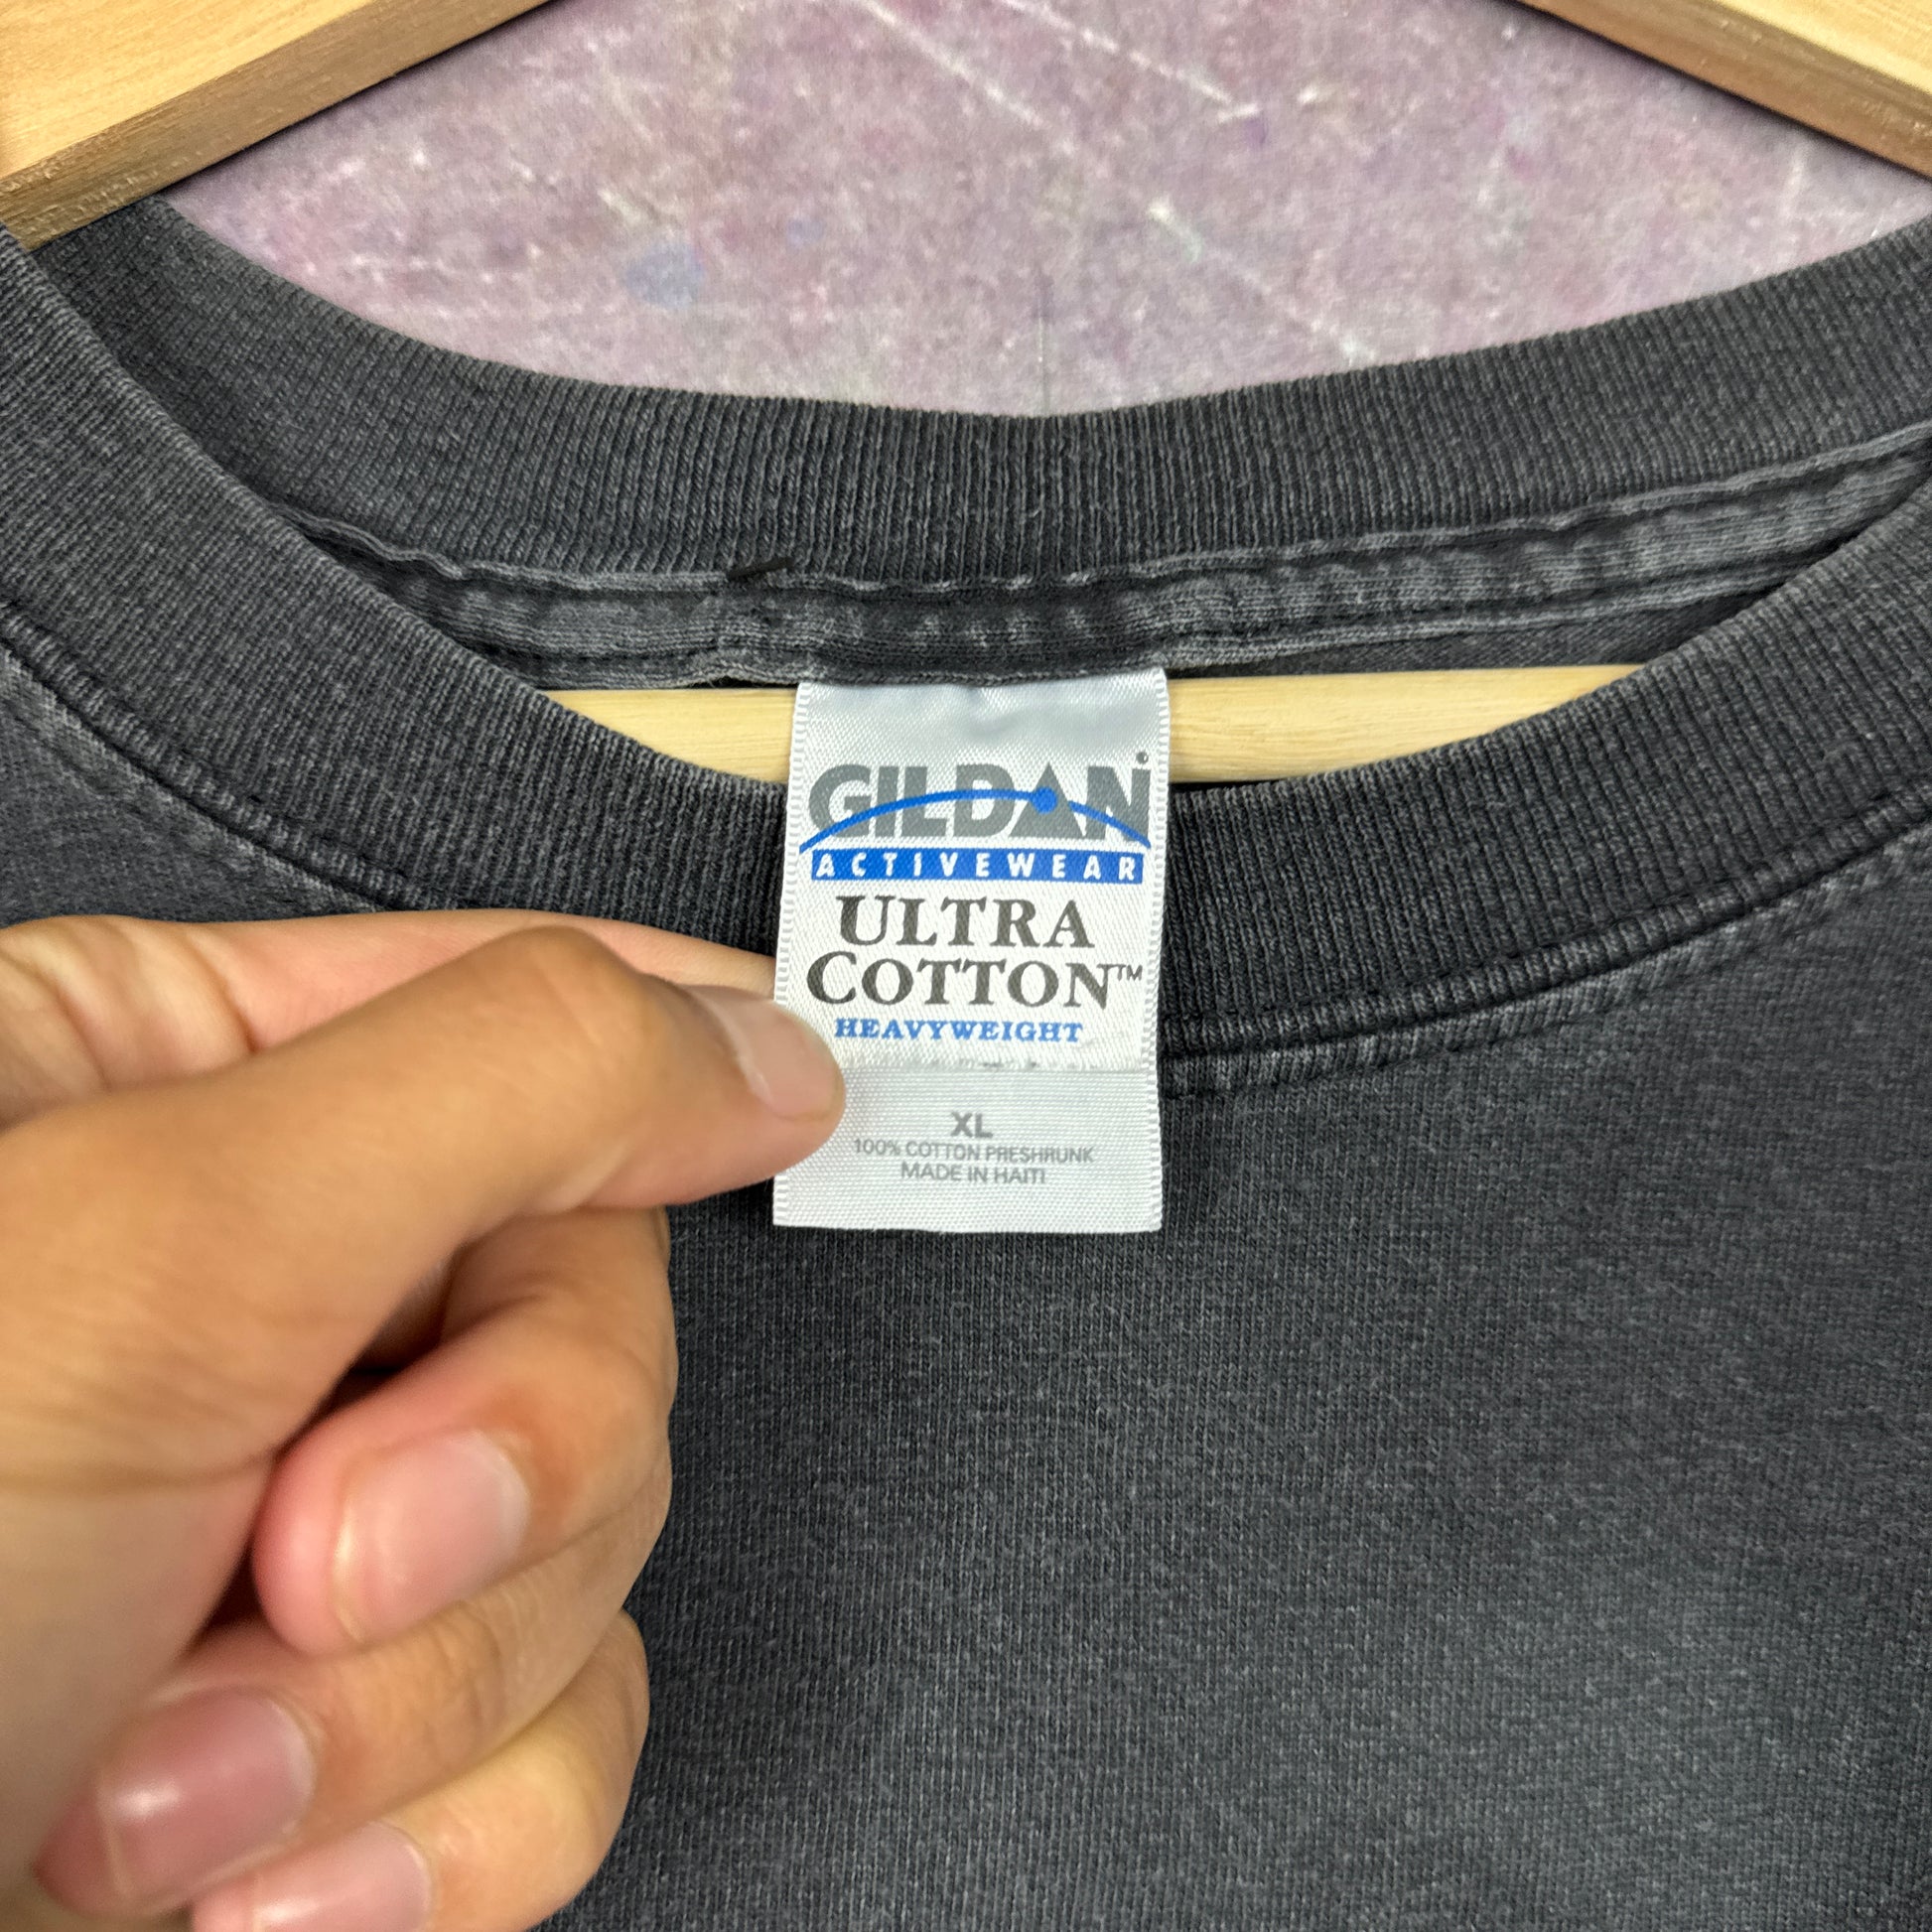 GILDAN®
ACTIVEWEAR
ULTRA
COTTON™
HEAVYWEIGHT
XL
100% COTTON PRESHRUNK
MADE IN HAITI